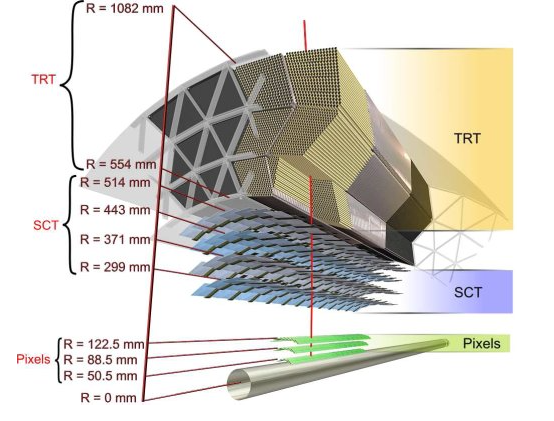 R = 1082 mm
TRT
TRT
R = 554 mm
R = 514 mm
R = 443 mm
SCT
R = 371 mm
R = 299 mm
SCT
R = 122.5 mm
Pixels
R = 88.5 mm
Pixels
R = 50.5 mm
R = 0 mm